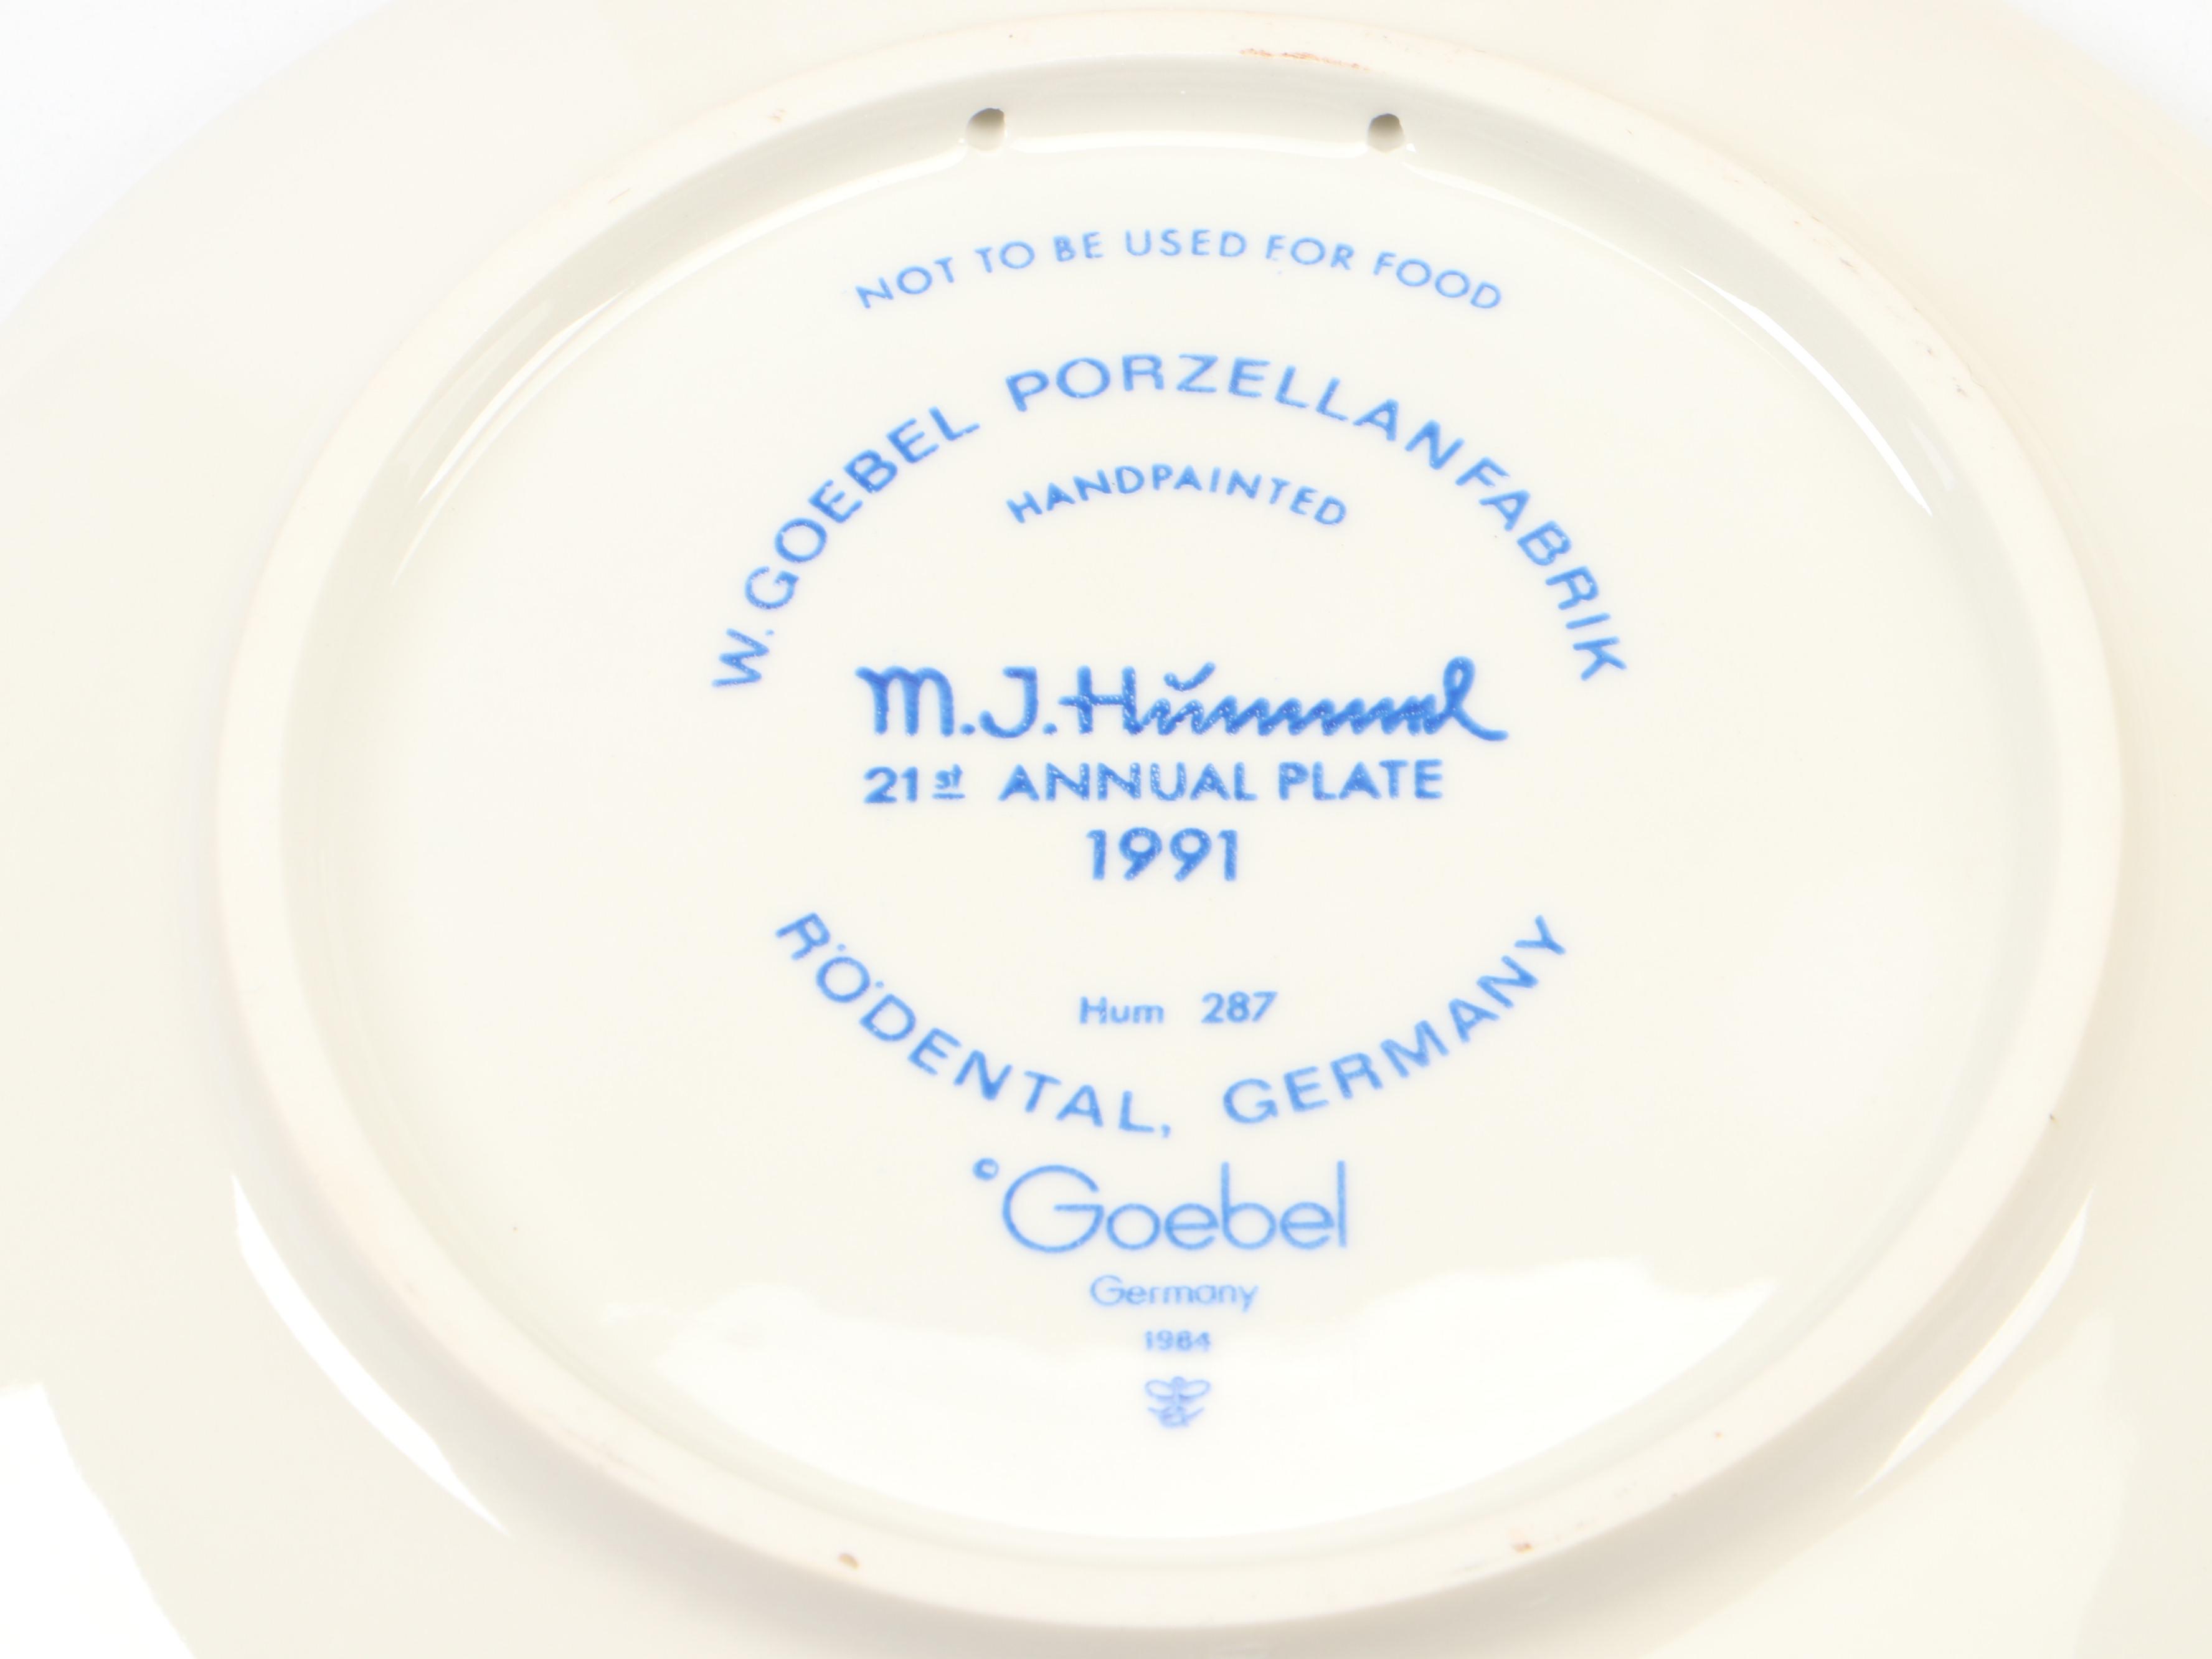 NOT TO BE USED FOR FOOD
W. GOEBEL PORZELLANFABRIK
HANDPAINTED
M.J. Hummel
21st ANNUAL PLATE
1991
Hum 287
RÖDENTAL, GERMANY
© Goebel
Germany
1984